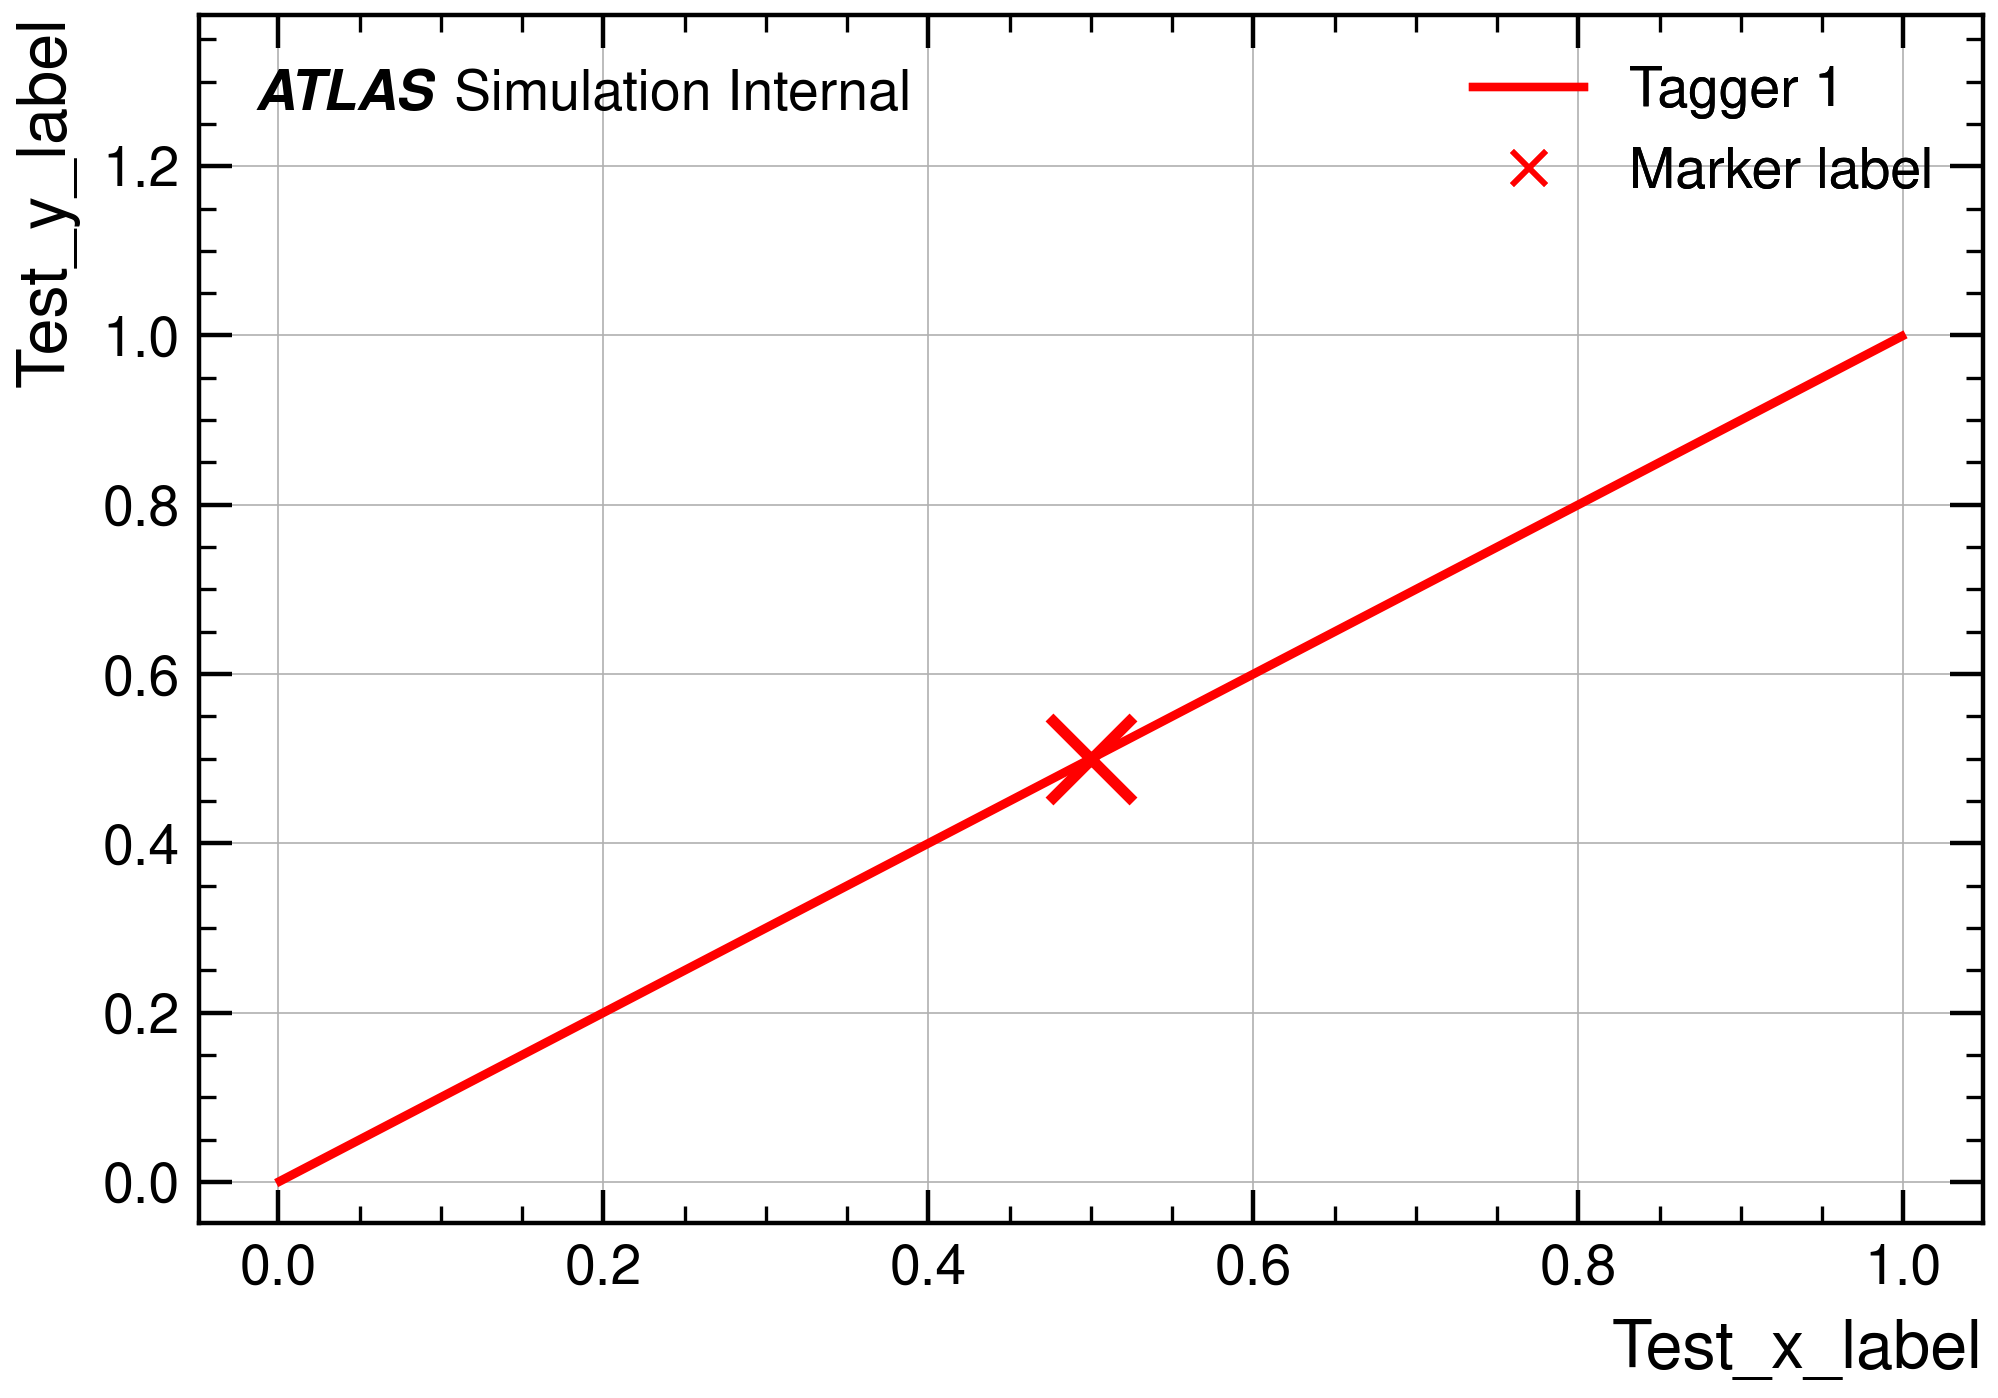 ATLAS Simulation Internal
Tagger 1
Marker label
Test_y_label
1.2
1.0
0.8
0.6
0.4
0.2
0.0
0.0 0.2 0.4 0.6 0.8 1.0
Test_x_label